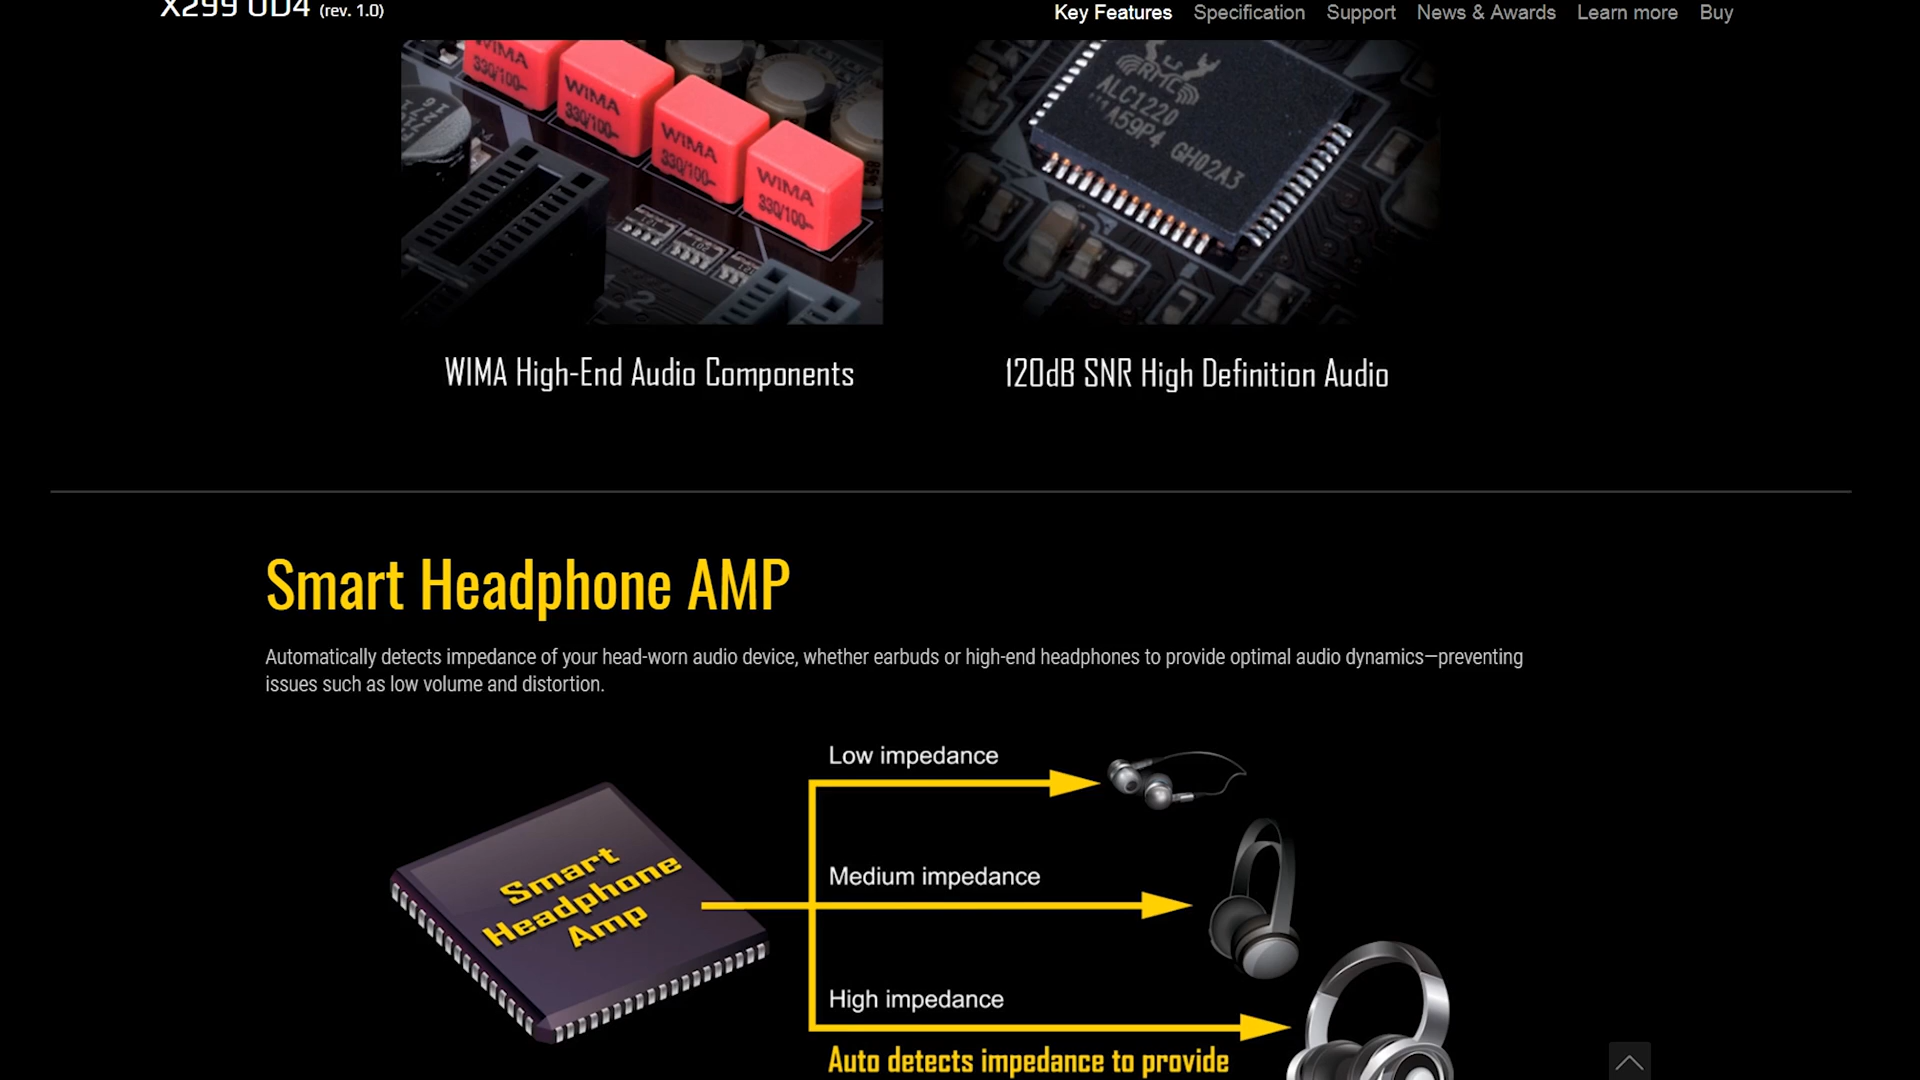 X299 UD4 (rev. 1.0)
Key Features Specification Support News & Awards Learn more Buy
WIMA
330/100-
WIMA
330/100-
WIMA
330/100-
WIMA
330/100-
RMC
ALC1220
A59P4 GH02A3
WIMA High-End Audio Components
120dB SNR High Definition Audio
Smart Headphone AMP
Automatically detects impedance of your head-worn audio device, whether earbuds or high-end headphones to provide optimal audio dynamics—preventing
issues such as low volume and distortion.
Low impedance
Smart
Headphone
Amp
Medium impedance
High impedance
Auto detects impedance to provide